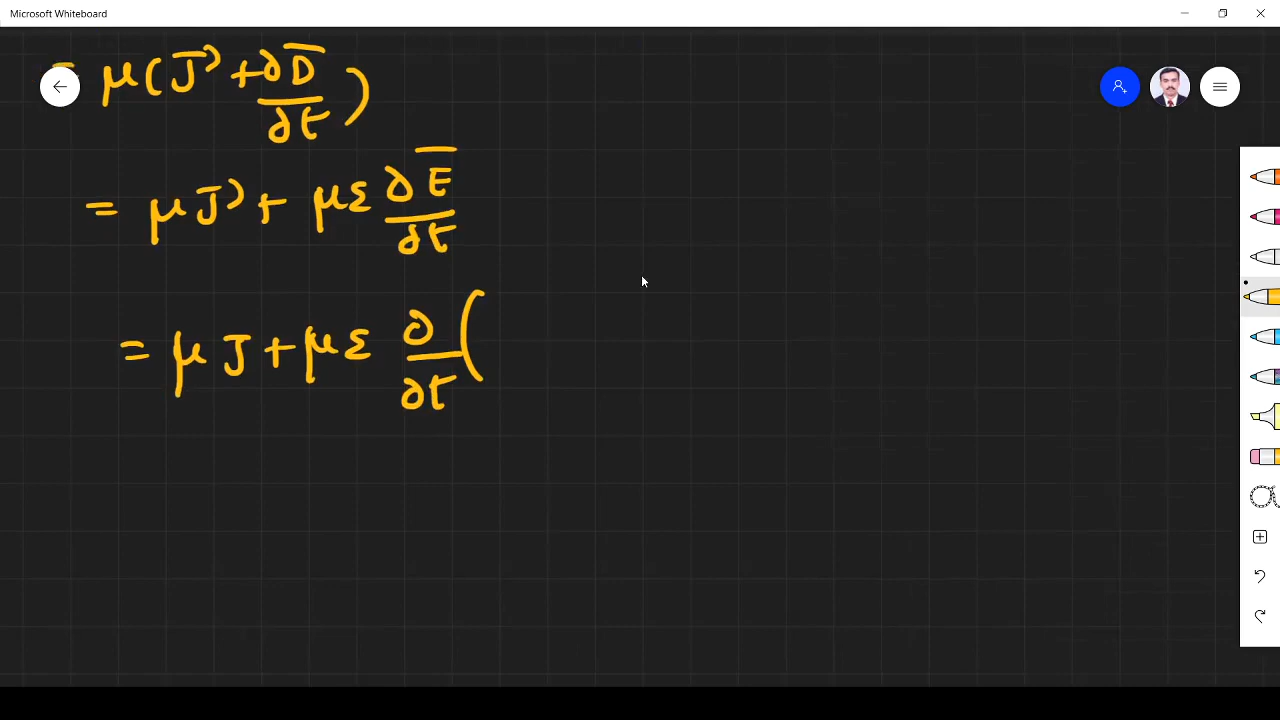 Microsoft Whiteboard
= μ(J⃗ + ∂D̅/∂t)
= μJ⃗ + με ∂E̅/∂t
= μJ + με ∂/∂t (